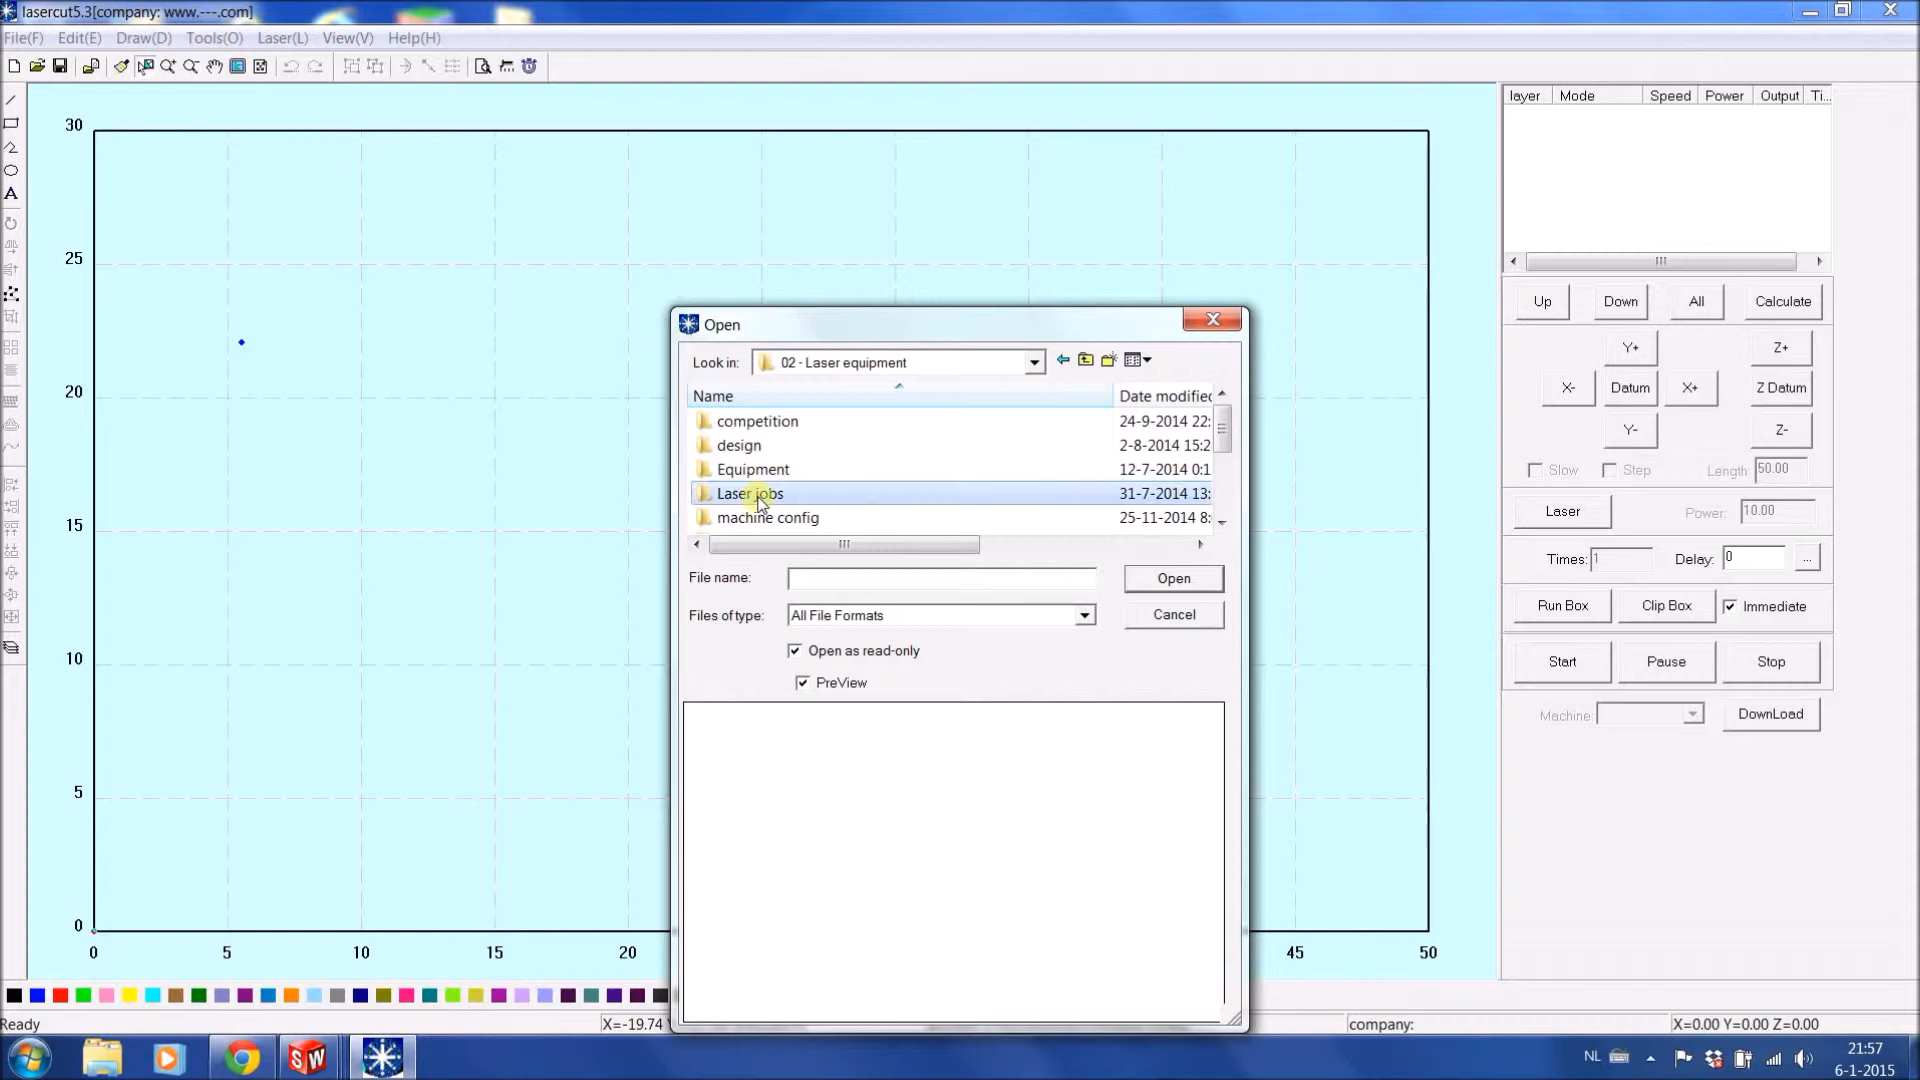 lasercut5.3[company: www.---.com]
File(F) Edit(E) Draw(D) Tools(O) Laser(L) View(V) Help(H)
A
30
25
20
15
10
5
0
0 5 10 15 20 45 50
Open
Look in: 02 - Laser equipment
Name Date modified
competition 24-9-2014 22:
design 2-8-2014 15:2
Equipment 12-7-2014 0:1
Laser jobs 31-7-2014 13:
machine config 25-11-2014 8:
File name: Open
Files of type: All File Formats Cancel
Open as read-only
PreView
layer Mode Speed Power Output Ti...
Up Down All Calculate
Y+ Z+
X- Datum X+ Z Datum
Y- Z-
Slow Step Length: 50.00
Laser Power: 10.00
Times: 1 Delay: 0 ...
Run Box Clip Box Immediate
Start Pause Stop
Machine: DownLoad
Ready X=-19.74 company: X=0.00 Y=0.00 Z=0.00
SW
NL
21:57
6-1-2015